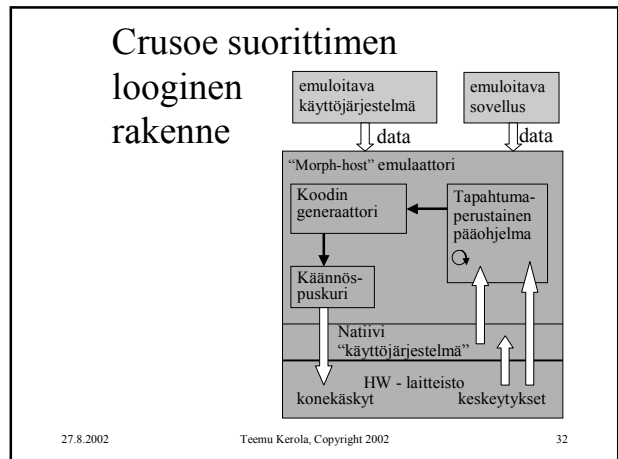 Crusoe suorittimen
looginen
rakenne
emuloitava
käyttöjärjestelmä
emuloitava
sovellus
data
data
“Morph-host” emulaattori
Koodin
generaattori
Tapahtuma-
perustainen
pääohjelma
Käännös-
puskuri
Natiivi
“käyttöjärjestelmä”
HW - laitteisto
konekäskyt
keskeytykset
27.8.2002
Teemu Kerola, Copyright 2002
32